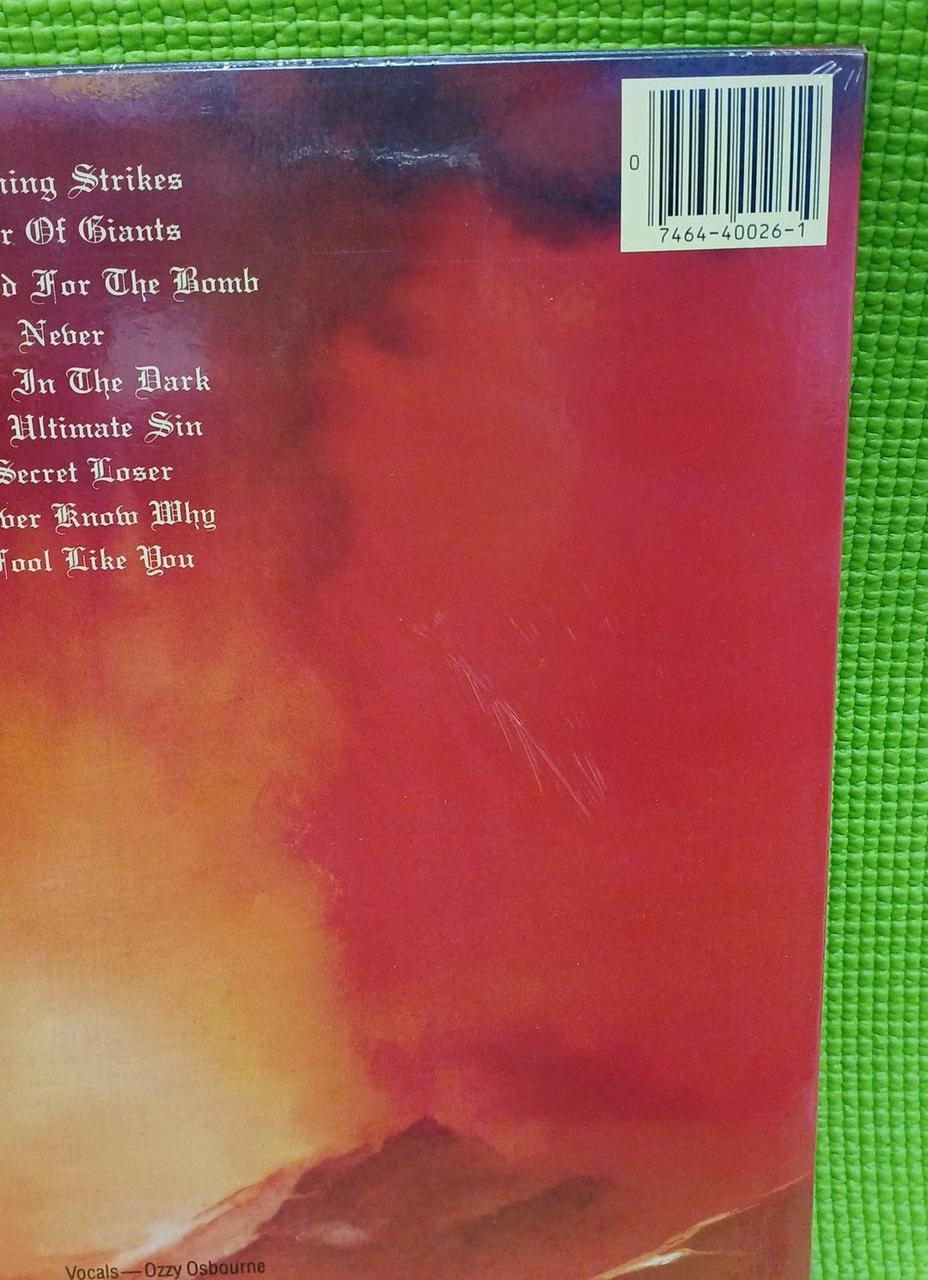 ning Strikes
r Of Giants
d For The Bomb
Never
In The Dark
Ultimate Sin
Secret Loser
ver Know Why
Fool Like You
0
7464-40026-1
Vocals—Ozzy Osbourne